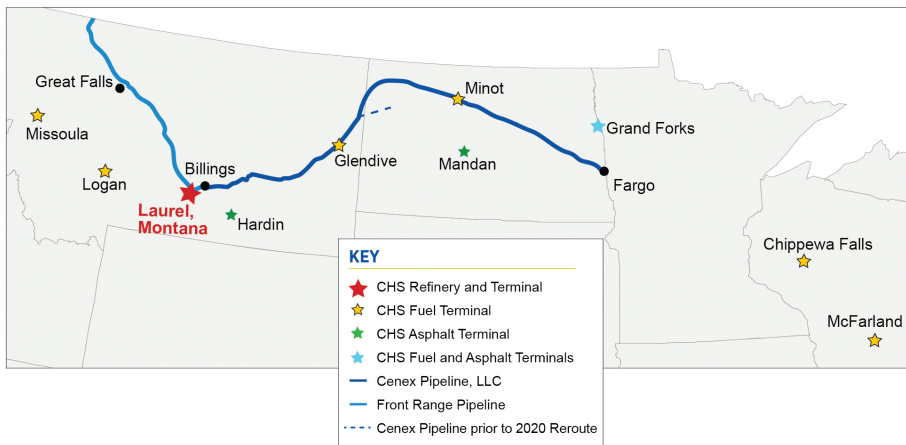 Great Falls
Missoula
Logan
Billings
Laurel,
Montana
Hardin
Glendive
Minot
Mandan
Grand Forks
Fargo
Chippewa Falls
McFarland
KEY
CHS Refinery and Terminal
CHS Fuel Terminal
CHS Asphalt Terminal
CHS Fuel and Asphalt Terminals
Cenex Pipeline, LLC
Front Range Pipeline
Cenex Pipeline prior to 2020 Reroute